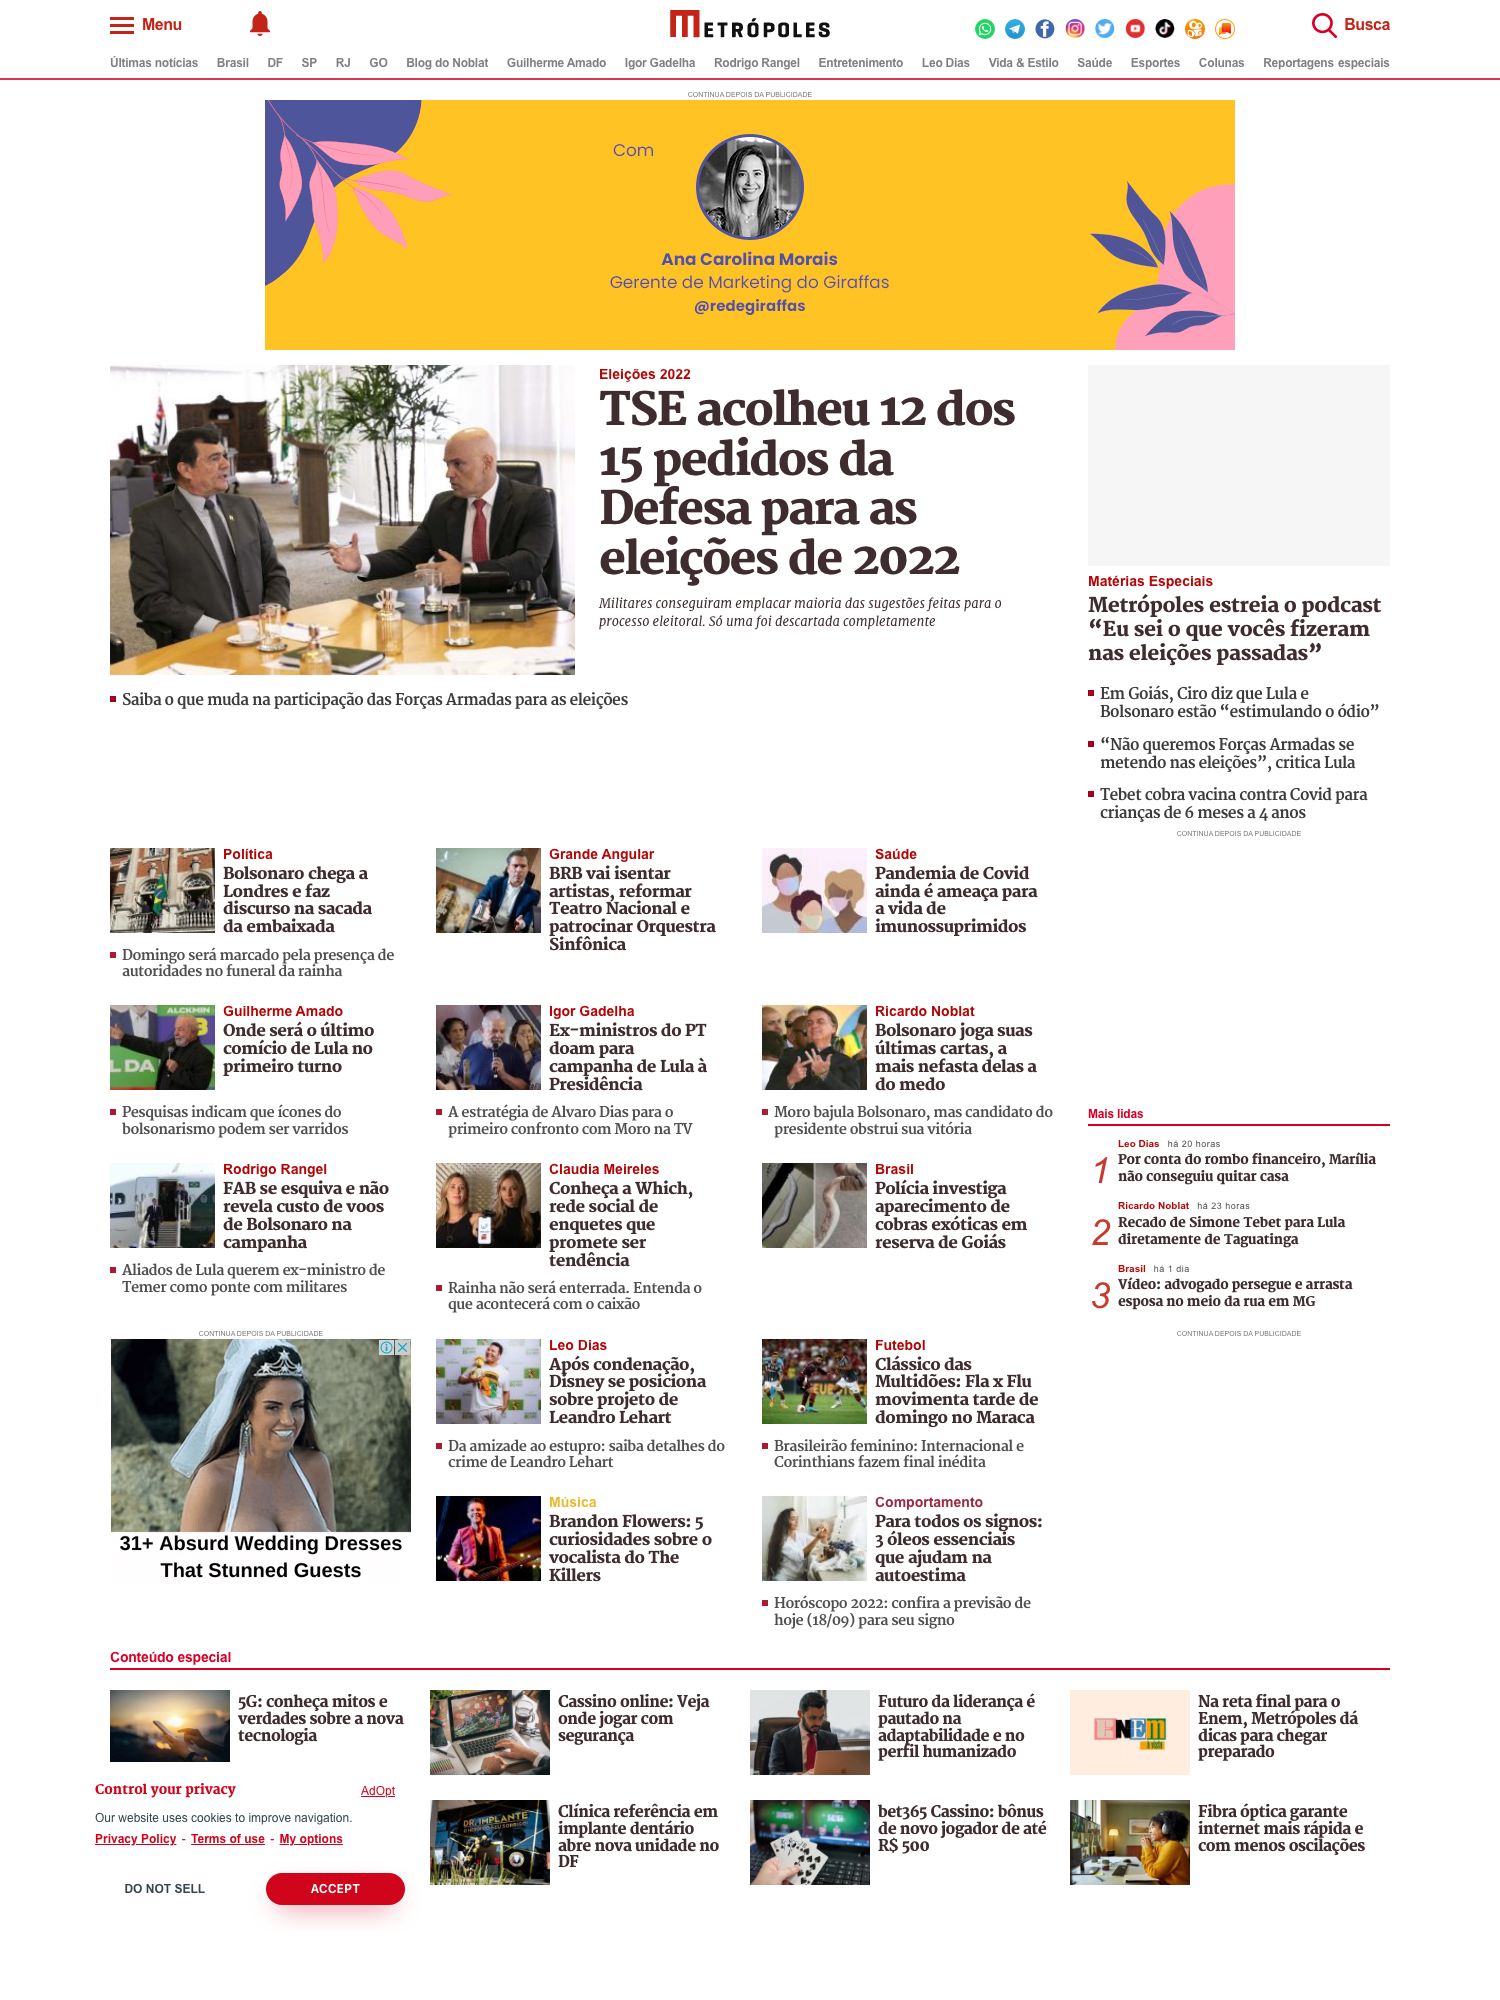 Menu
METRÓPOLES
Busca
Últimas notícias Brasil DF SP RJ GO Blog do Noblat Guilherme Amado Igor Gadelha Rodrigo Rangel Entretenimento Leo Dias Vida & Estilo Saúde Esportes Colunas Reportagens especiais
CONTINUA DEPOIS DA PUBLICIDADE
Com
Ana Carolina Morais
Gerente de Marketing do Giraffas
@redegiraffas
Eleições 2022
TSE acolheu 12 dos
15 pedidos da
Defesa para as
eleições de 2022
Militares conseguiram emplacar maioria das sugestões feitas para o
processo eleitoral. Só uma foi descartada completamente
Saiba o que muda na participação das Forças Armadas para as eleições
Matérias Especiais
Metrópoles estreia o podcast
“Eu sei o que vocês fizeram
nas eleições passadas”
Em Goiás, Ciro diz que Lula e
Bolsonaro estão “estimulando o ódio”
“Não queremos Forças Armadas se
metendo nas eleições”, critica Lula
Tebet cobra vacina contra Covid para
crianças de 6 meses a 4 anos
CONTINUA DEPOIS DA PUBLICIDADE
Política
Bolsonaro chega a
Londres e faz
discurso na sacada
da embaixada
Domingo será marcado pela presença de
autoridades no funeral da rainha
Grande Angular
BRB vai isentar
artistas, reformar
Teatro Nacional e
patrocinar Orquestra
Sinfônica
Saúde
Pandemia de Covid
ainda é ameaça para
a vida de
imunossuprimidos
ALCKMIN
LDA
Guilherme Amado
Onde será o último
comício de Lula no
primeiro turno
Pesquisas indicam que ícones do
bolsonarismo podem ser varridos
Igor Gadelha
Ex-ministros do PT
doam para
campanha de Lula à
Presidência
A estratégia de Alvaro Dias para o
primeiro confronto com Moro na TV
Ricardo Noblat
Bolsonaro joga suas
últimas cartas, a
mais nefasta delas a
do medo
Moro bajula Bolsonaro, mas candidato do
presidente obstrui sua vitória
Mais lidas
Leo Dias há 20 horas
1 Por conta do rombo financeiro, Marília
não conseguiu quitar casa
Ricardo Noblat há 23 horas
2 Recado de Simone Tebet para Lula
diretamente de Taguatinga
Brasil há 1 dia
3 Vídeo: advogado persegue e arrasta
esposa no meio da rua em MG
CONTINUA DEPOIS DA PUBLICIDADE
Rodrigo Rangel
FAB se esquiva e não
revela custo de voos
de Bolsonaro na
campanha
Aliados de Lula querem ex-ministro de
Temer como ponte com militares
Claudia Meireles
Conheça a Which,
rede social de
enquetes que
promete ser
tendência
Rainha não será enterrada. Entenda o
que acontecerá com o caixão
Brasil
Polícia investiga
aparecimento de
cobras exóticas em
reserva de Goiás
CONTINUA DEPOIS DA PUBLICIDADE
31+ Absurd Wedding Dresses
That Stunned Guests
Leo Dias
Após condenação,
Disney se posiciona
sobre projeto de
Leandro Lehart
Da amizade ao estupro: saiba detalhes do
crime de Leandro Lehart
Futebol
Clássico das
Multidões: Fla x Flu
movimenta tarde de
domingo no Maraca
Brasileirão feminino: Internacional e
Corinthians fazem final inédita
Música
Brandon Flowers: 5
curiosidades sobre o
vocalista do The
Killers
Comportamento
Para todos os signos:
3 óleos essenciais
que ajudam na
autoestima
Horóscopo 2022: confira a previsão de
hoje (18/09) para seu signo
Conteúdo especial
5G: conheça mitos e
verdades sobre a nova
tecnologia
Cassino online: Veja
onde jogar com
segurança
Futuro da liderança é
pautado na
adaptabilidade e no
perfil humanizado
ENEM
Na reta final para o
Enem, Metrópoles dá
dicas para chegar
preparado
Control your privacy
AdOpt
Our website uses cookies to improve navigation.
Privacy Policy - Terms of use - My options
DO NOT SELL
ACCEPT
DR. IMPLANTE
Clínica referência em
implante dentário
abre nova unidade no
DF
bet365 Cassino: bônus
de novo jogador de até
R$ 500
Fibra óptica garante
internet mais rápida e
com menos oscilações